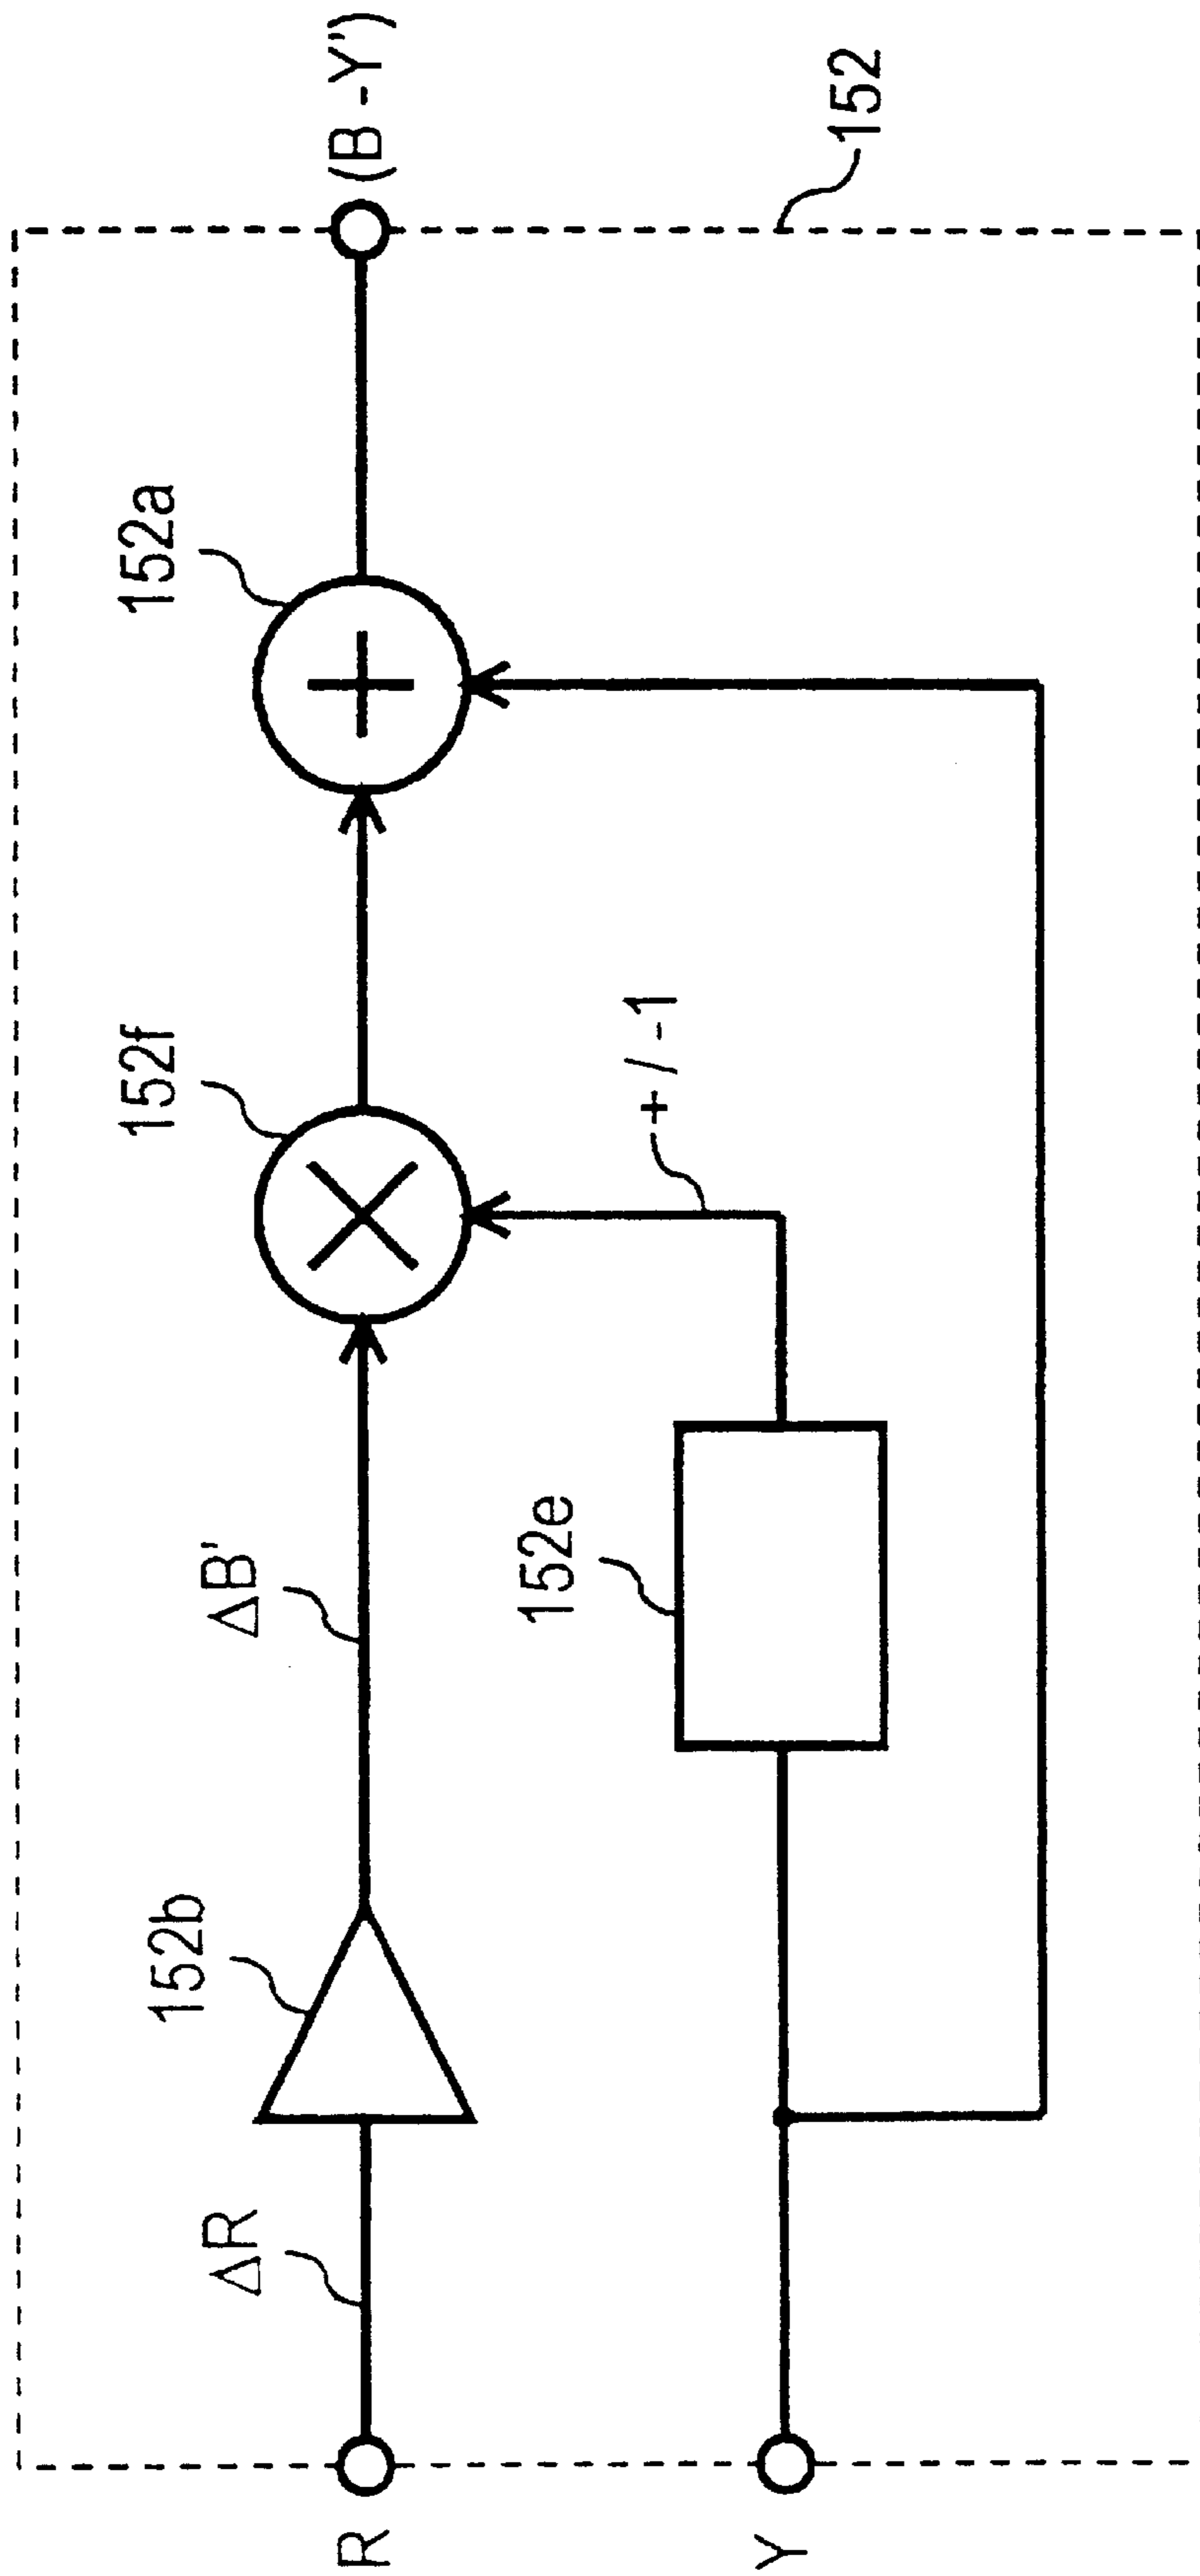 152a
152f
152b
ΔB'
ΔR
R
(B -Y')
152e
+ / -1
152
Y